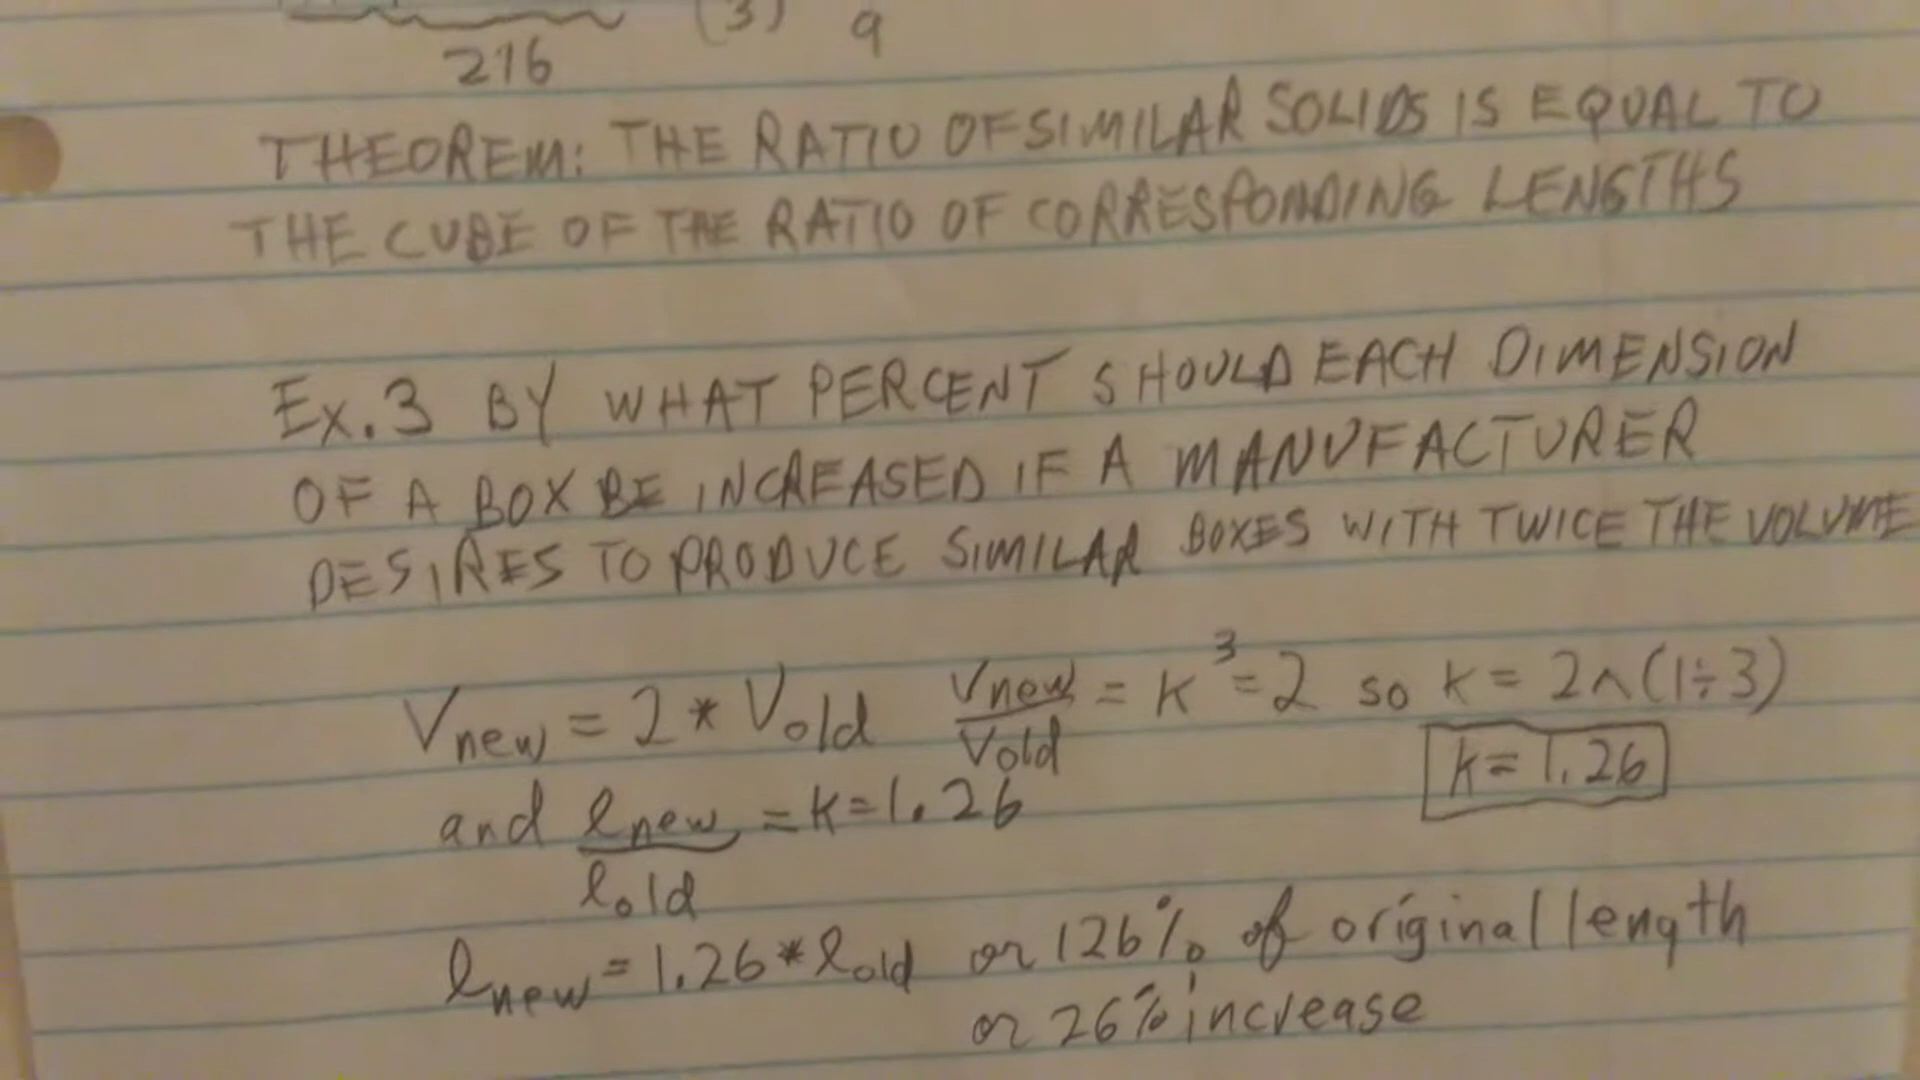 (3) 9
216
THEOREM: THE RATIO OF SIMILAR SOLIDS IS EQUAL TO
THE CUBE OF THE RATIO OF CORRESPONDING LENGTHS
Ex. 3 BY WHAT PERCENT SHOULD EACH DIMENSION
OF A BOX BE INCREASED IF A MANUFACTURER
DESIRES TO PRODUCE SIMILAR BOXES WITH TWICE THE VOLUME
Vnew = 2 * Vold Vnew/Vold = K³ = 2 so K = 2^(1÷3)
K = 1.26
and lnew/lold = K = 1.26
lnew = 1.26 * lold or 126% of original length
or 26% increase